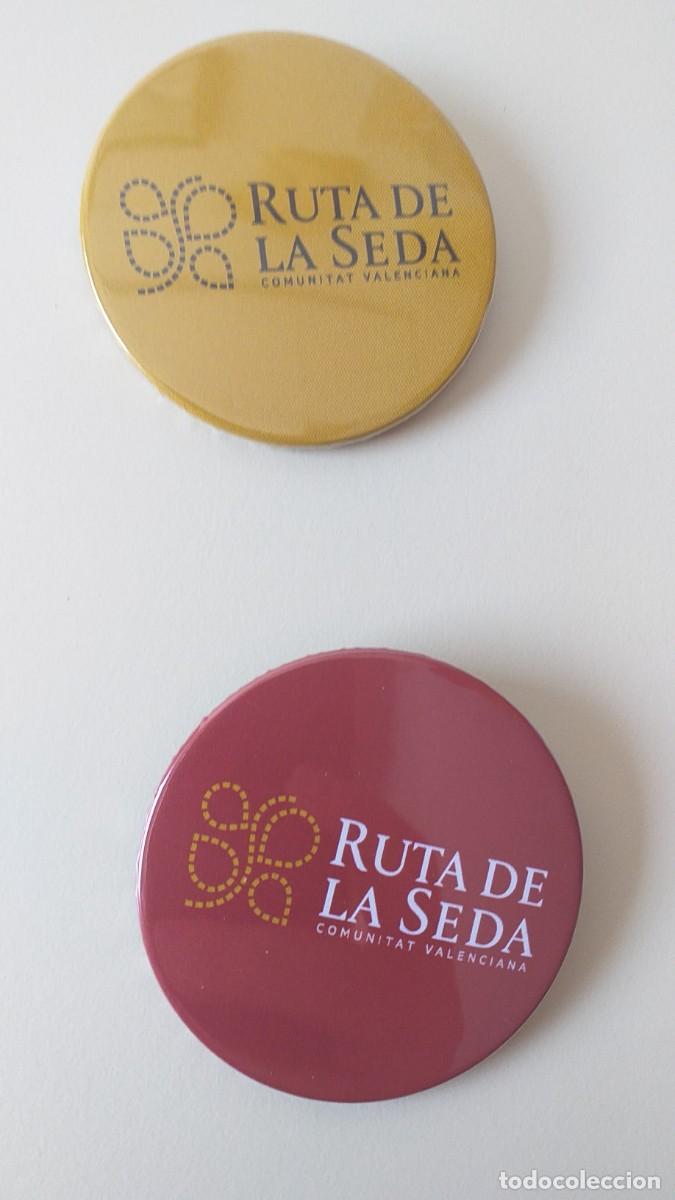 RUTA DE
LA SEDA
COMUNITAT VALENCIANA
RUTA DE
LA SEDA
COMUNITAT VALENCIANA
todocoleccion